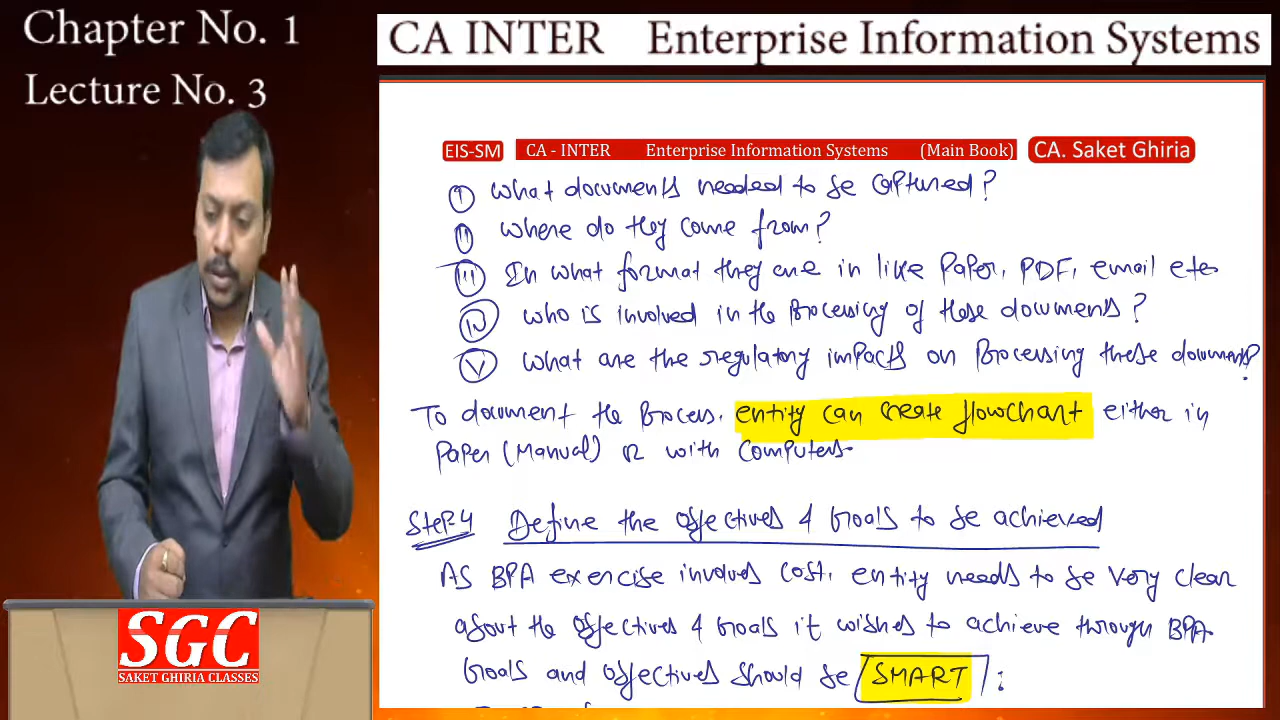 Chapter No. 1
Lecture No. 3
CA INTER Enterprise Information Systems
EIS-SM CA - INTER Enterprise Information Systems (Main Book) CA. Saket Ghiria
I What documents needed to be captured?
II Where do they come from?
III In what format they are in like Paper, PDF, email etc
IV Who is involved in the Processing of these documents?
V What are the regulatory impacts on Processing these document?
To document the Process, entity can create flowchart either in
Paper (Manual) or with Computers.
Step-4 Define the objectives & Goals to be achieved
As BPA exercise involves cost, entity needs to be very clear
about the objectives & Goals it wishes to achieve through BPA.
Goals and objectives should be SMART :
SGC
SAKET GHIRIA CLASSES